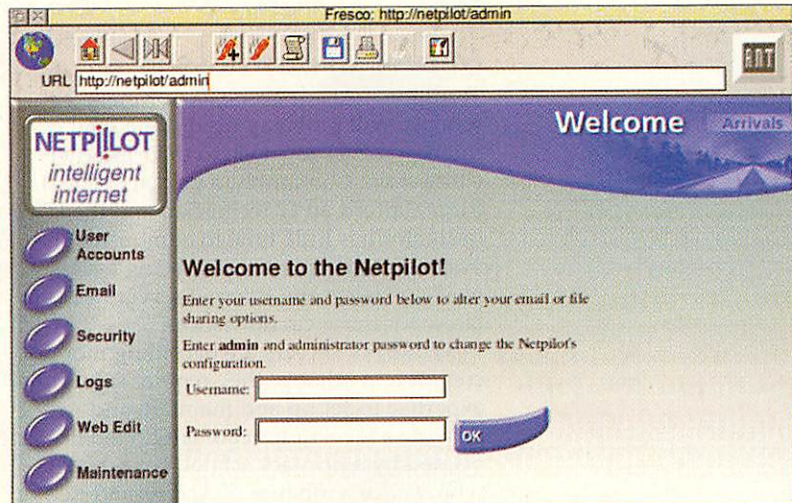 Fresco: http://netpilot/admin
URL http://netpilot/admin
ANT
NETPiLOT
intelligent
internet
Welcome
Arrivals
User
Accounts
Email
Security
Logs
Web Edit
Maintenance
Welcome to the Netpilot!
Enter your username and password below to alter your email or file
sharing options.
Enter admin and administrator password to change the Netpilot's
configuration.
Username:
Password:
OK